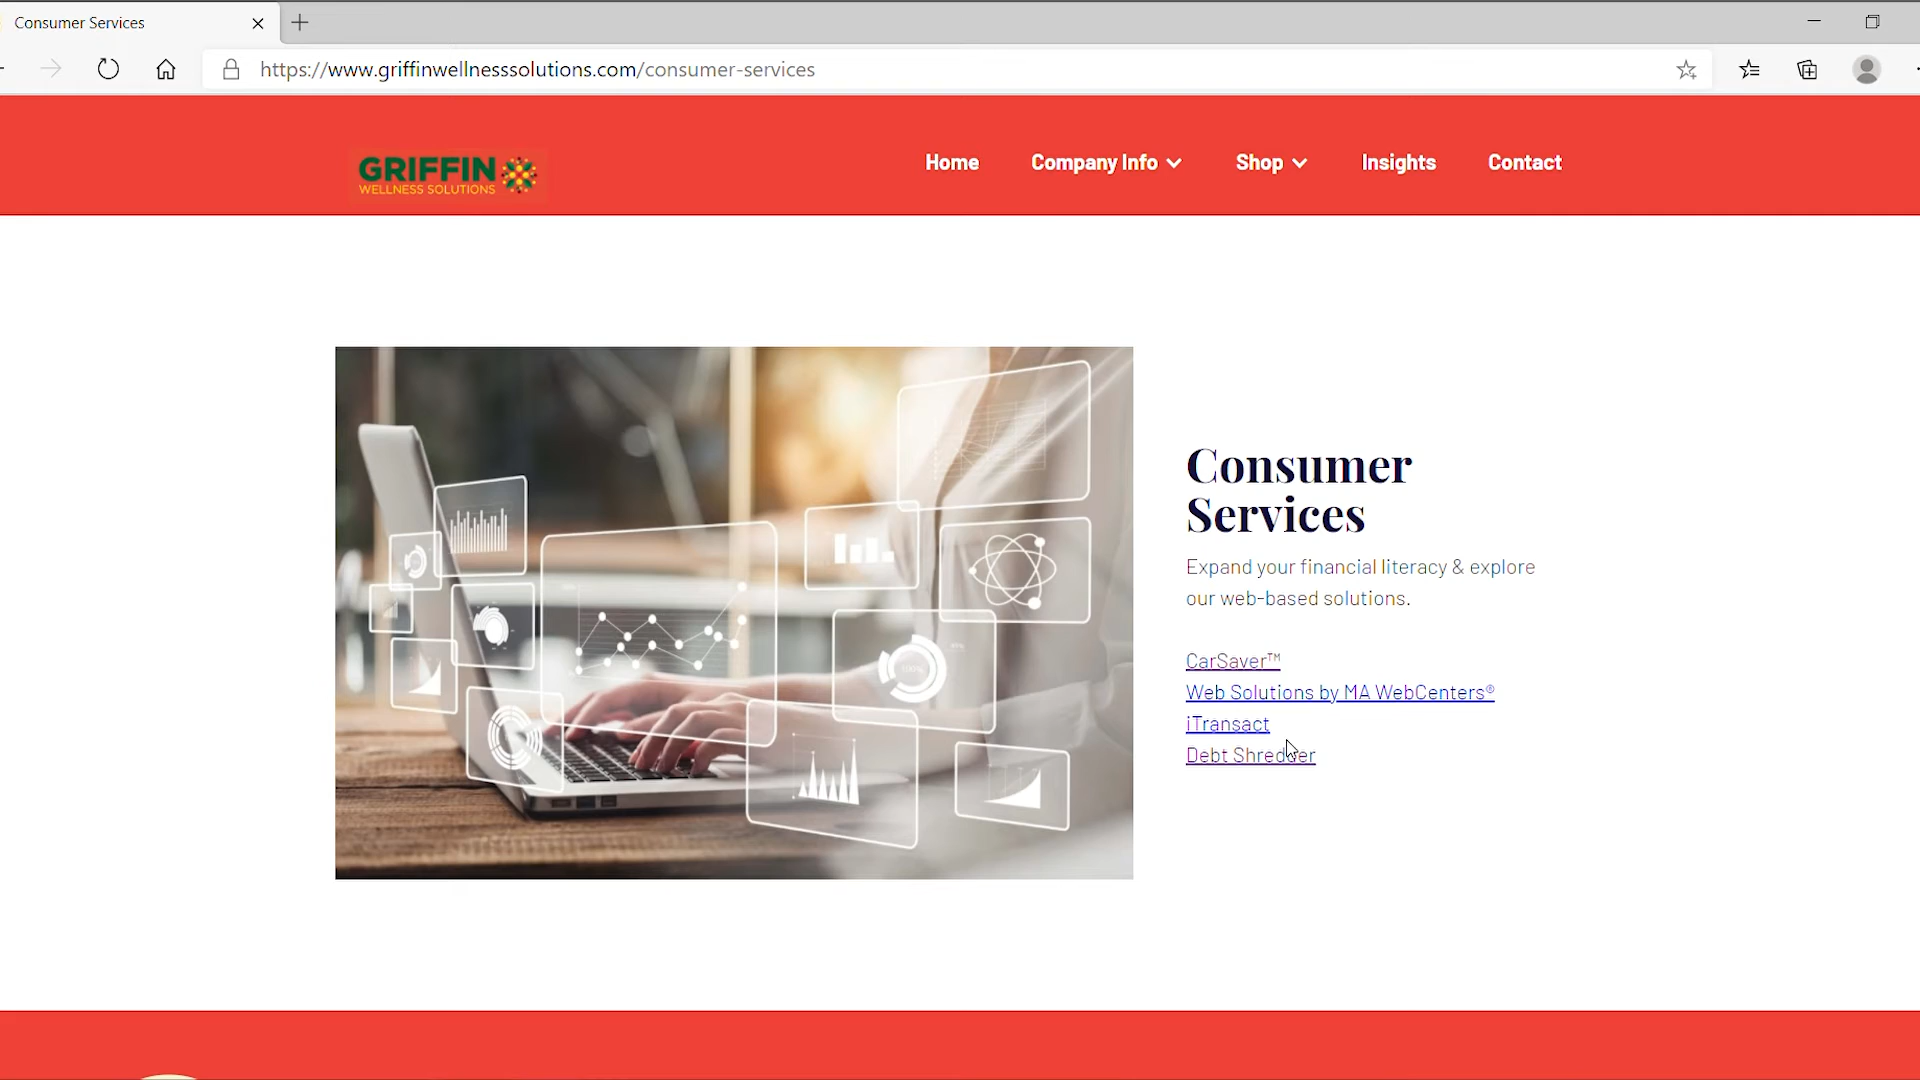 Consumer Services
https://www.griffinwellnesssolutions.com/consumer-services
GRIFFIN
WELLNESS SOLUTIONS
Home
Company Info
Shop
Insights
Contact
Consumer
Services
Expand your financial literacy & explore
our web-based solutions.
CarSaver™
Web Solutions by MA WebCenters®
iTransact
Debt Shredder